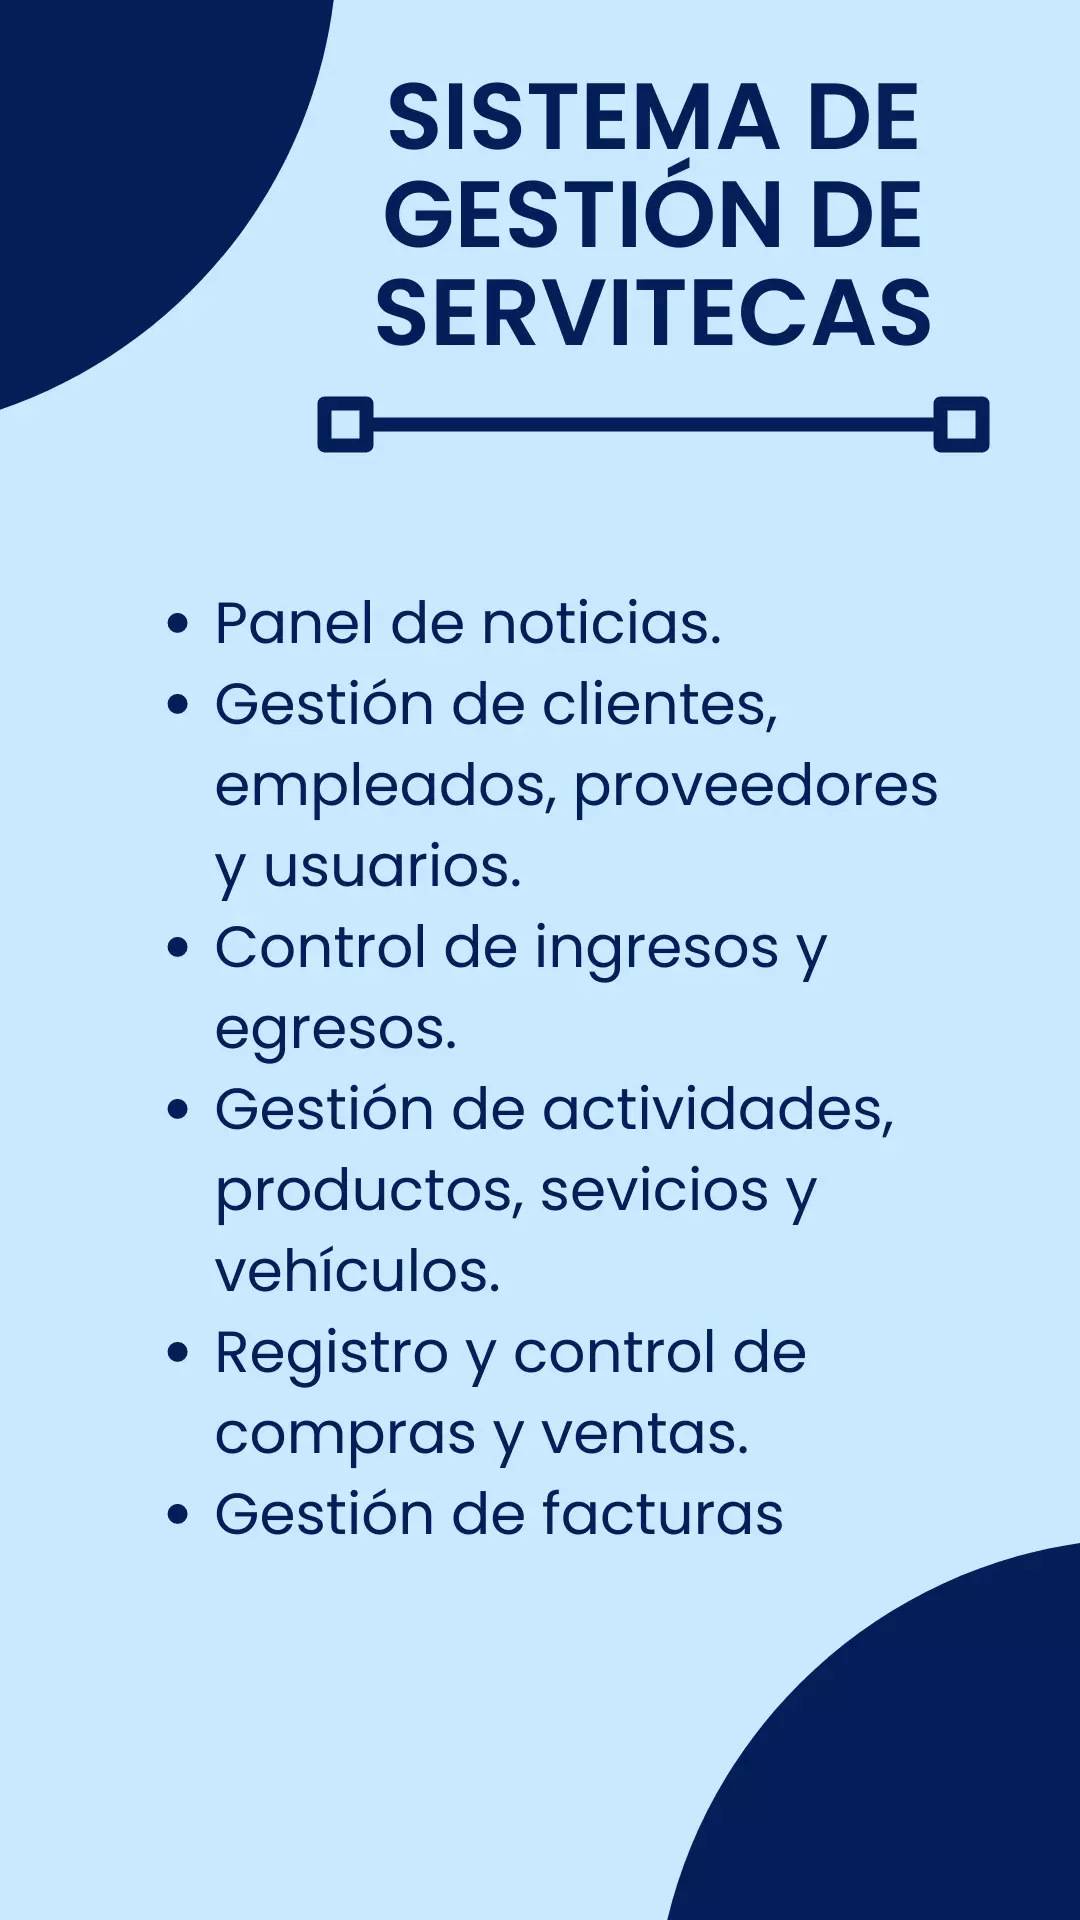 SISTEMA DE
GESTIÓN DE
SERVITECAS
• Panel de noticias.
• Gestión de clientes,
empleados, proveedores
y usuarios.
• Control de ingresos y
egresos.
• Gestión de actividades,
productos, sevicios y
vehículos.
• Registro y control de
compras y ventas.
• Gestión de facturas